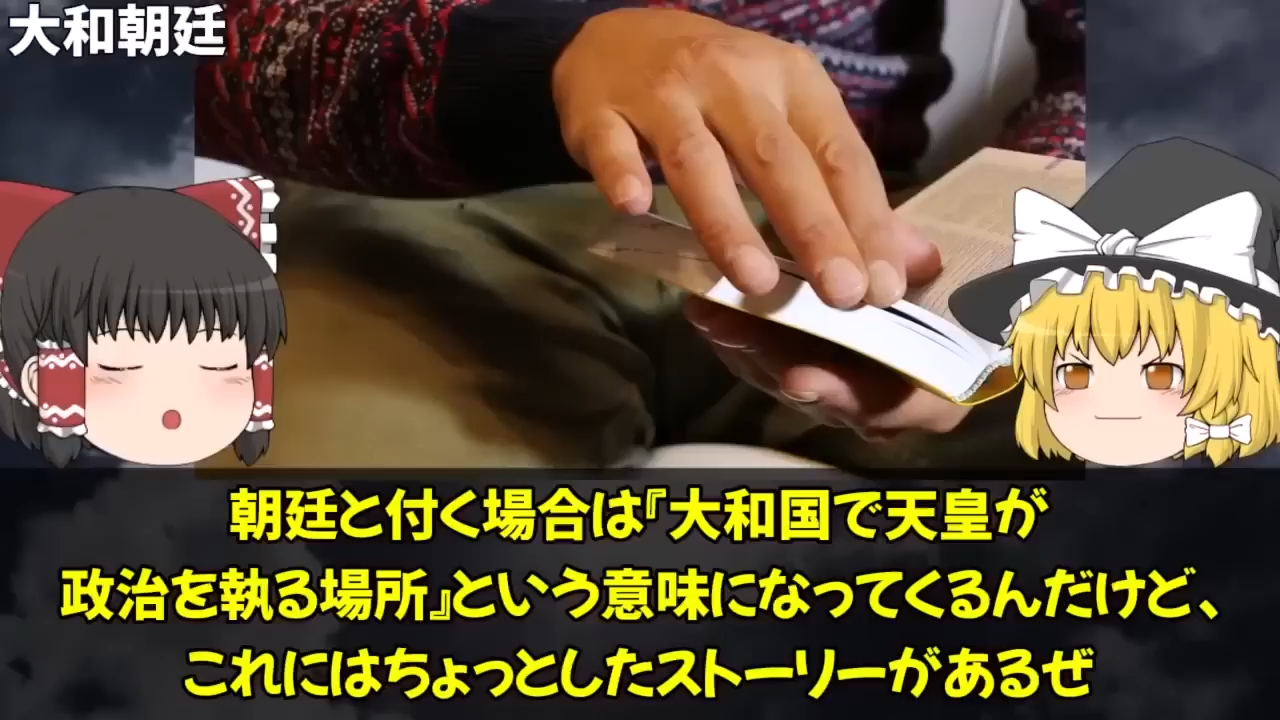 大和朝廷
朝廷と付く場合は『大和国で天皇が
政治を執る場所』という意味になってくるんだけど、
これにはちょっとしたストーリーがあるぜ